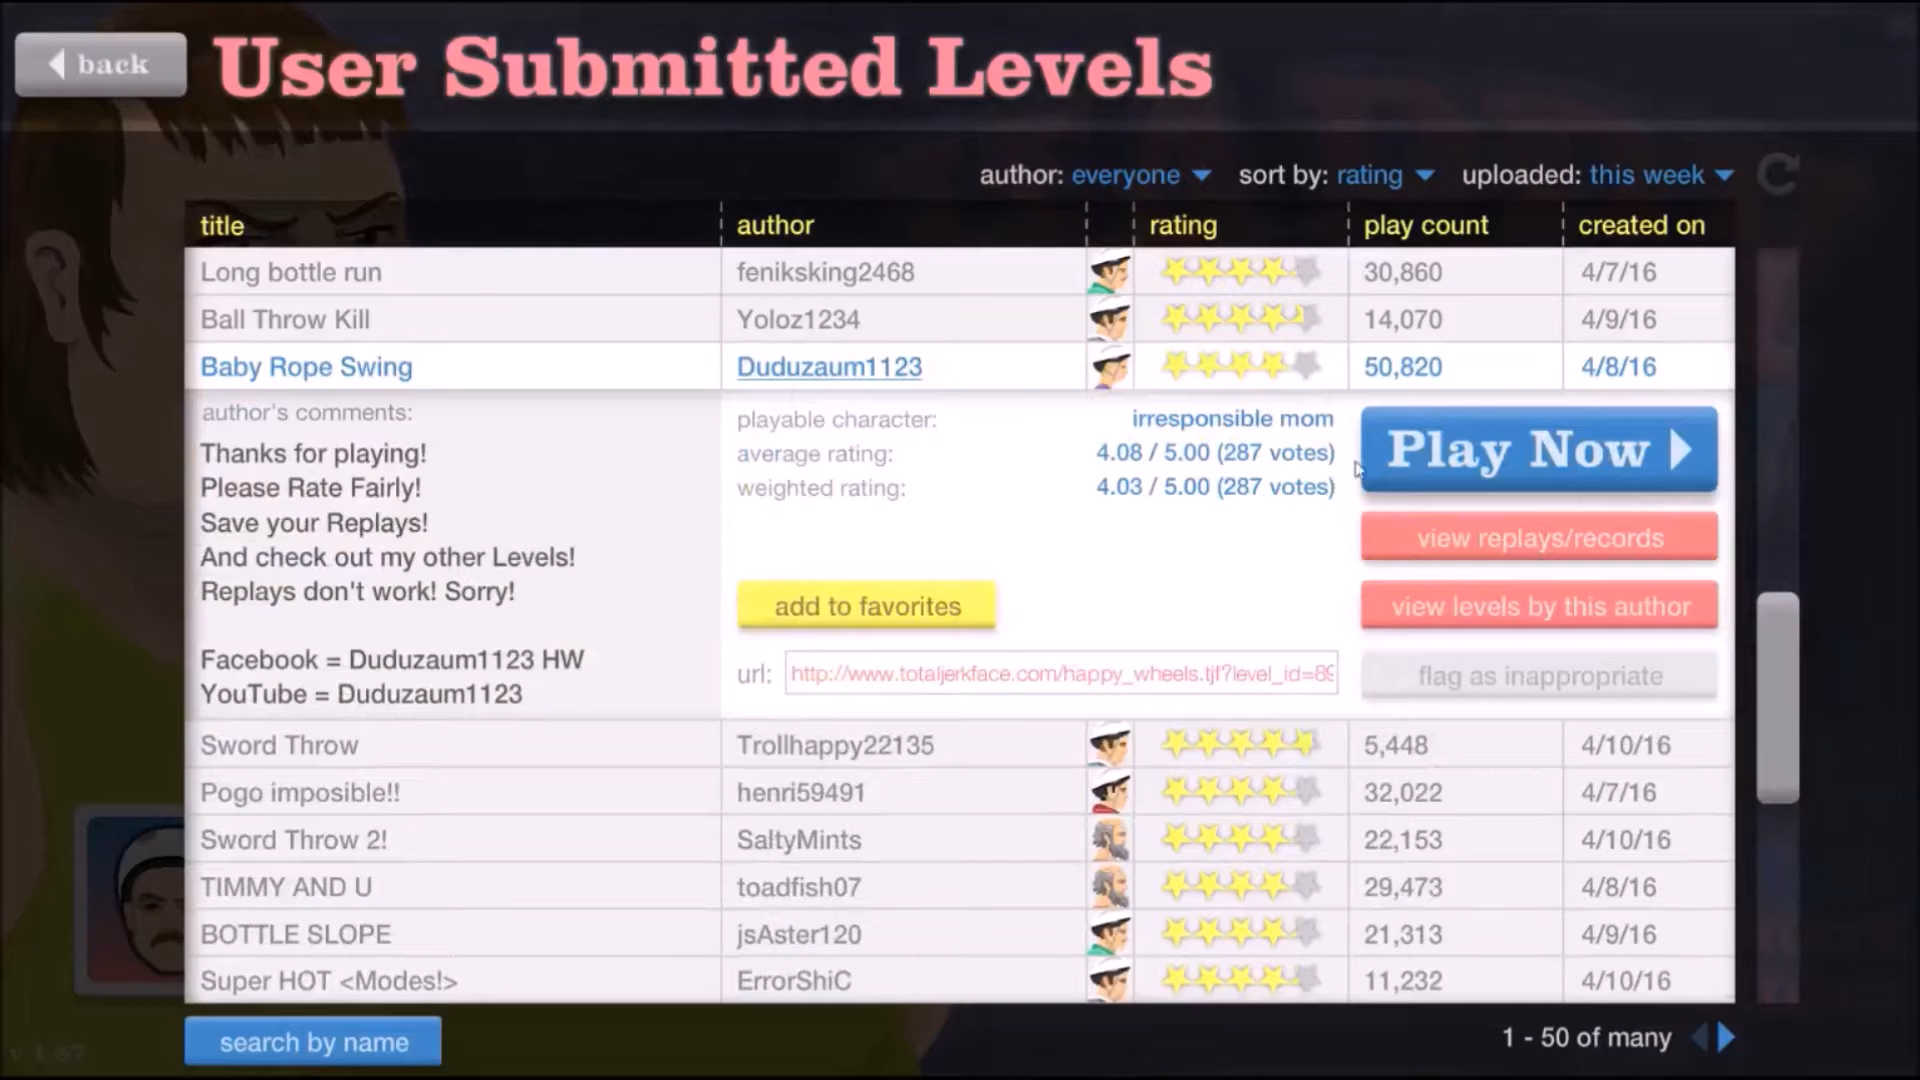 back
User Submitted Levels
author: everyone sort by: rating uploaded: this week
title author rating play count created on
Long bottle run feniksking2468 30,860 4/7/16
Ball Throw Kill Yoloz1234 14,070 4/9/16
Baby Rope Swing Duduzaum1123 50,820 4/8/16
author's comments:
Thanks for playing!
Please Rate Fairly!
Save your Replays!
And check out my other Levels!
Replays don't work! Sorry!
Facebook = Duduzaum1123 HW
YouTube = Duduzaum1123
playable character: irresponsible mom
average rating: 4.08 / 5.00 (287 votes)
weighted rating: 4.03 / 5.00 (287 votes)
add to favorites
url: http://www.totaljerkface.com/happy_wheels.tjf?level_id=89
Play Now
view replays/records
view levels by this author
flag as inappropriate
Sword Throw Trollhappy22135 5,448 4/10/16
Pogo imposible!! henri59491 32,022 4/7/16
Sword Throw 2! SaltyMints 22,153 4/10/16
TIMMY AND U toadfish07 29,473 4/8/16
BOTTLE SLOPE jsAster120 21,313 4/9/16
Super HOT <Modes!> ErrorShiC 11,232 4/10/16
search by name
1 - 50 of many